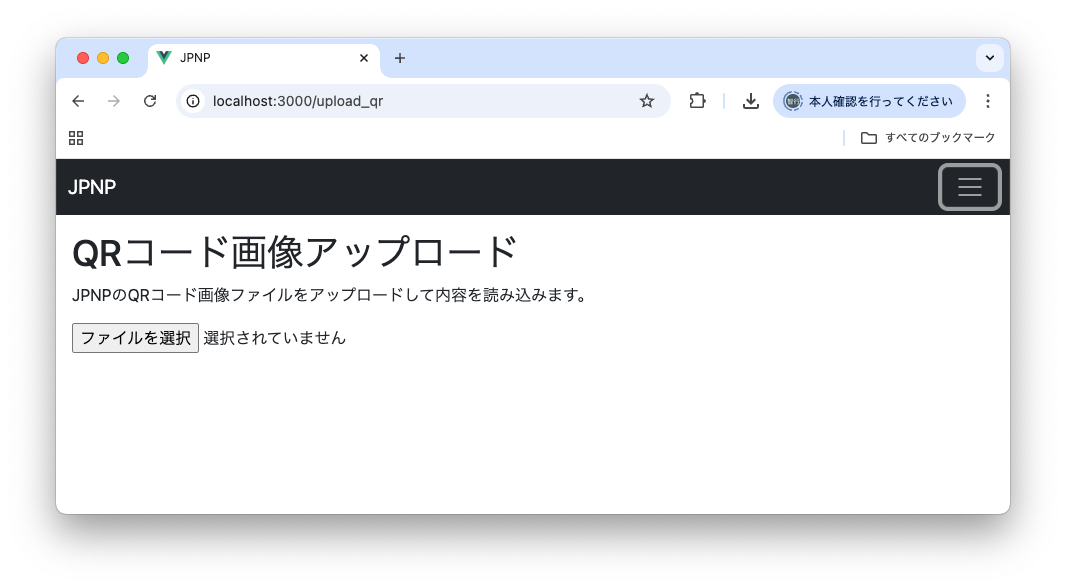 JPNP
localhost:3000/upload_qr
本人確認を行ってください
すべてのブックマーク
JPNP
QRコード画像アップロード
JPNPのQRコード画像ファイルをアップロードして内容を読み込みます。
ファイルを選択 選択されていません